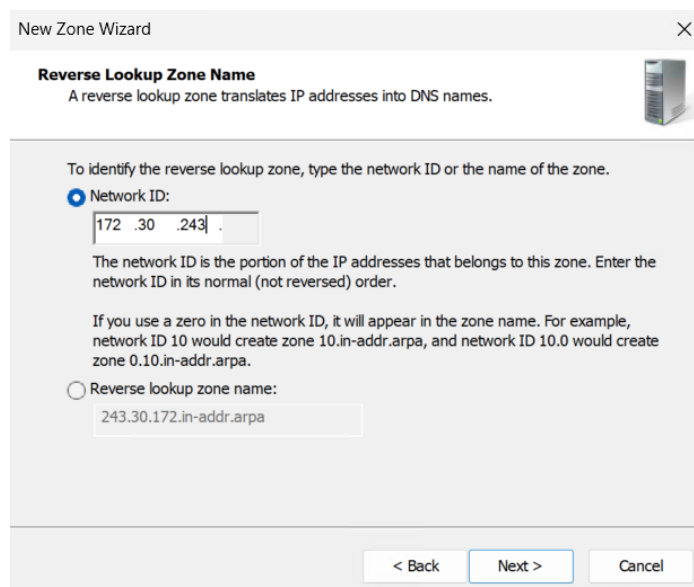 New Zone Wizard
Reverse Lookup Zone Name
A reverse lookup zone translates IP addresses into DNS names.
To identify the reverse lookup zone, type the network ID or the name of the zone.
Network ID:
172 .30 .243 .
The network ID is the portion of the IP addresses that belongs to this zone. Enter the
network ID in its normal (not reversed) order.
If you use a zero in the network ID, it will appear in the zone name. For example,
network ID 10 would create zone 10.in-addr.arpa, and network ID 10.0 would create
zone 0.10.in-addr.arpa.
Reverse lookup zone name:
243.30.172.in-addr.arpa
< Back Next > Cancel